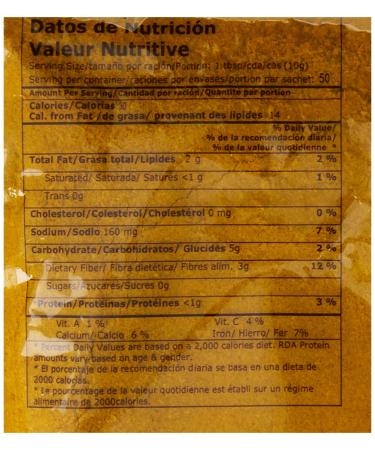 Datos de Nutrición
Valeur Nutritive
Serving Size/tamaño por ración/Portion: 1 tbsp/cda/càs (10g)
Serving per container/raciones por envases/portion par sachet: 50
Amount Per Serving/Cantidad por ración/Quantite par portion
Calories/Calorías 30
Cal. from Fat /de grasa/ provenant des lipides 14
% Daily Value/
% de la recomendación diaria/
% de la valeur quotidienne *
Total Fat/Grasa total/Lipides 2 g 2 %
Saturated/ Saturada/ Saturés <1 g 1 %
Trans 0g
Cholesterol/Colesterol/Cholestérol 0 mg 0 %
Sodium/Sodio 160 mg 7 %
Carbohydrate/Carbohidratos/ Glucides 5g 2 %
Dietary Fiber/ Fibra dietética/ Fibres alim. 3g 12 %
Sugars/Azucares/Sucres 0g
Protein/Proteínas/Protéines <1g 3 %
Vit. A 1 % Vit. C 4 %
Calcium/Calcio 6 % Iron/ Hierro/ Fer 7%
* Percent Daily Values are based on a 2,000 calories diet. RDA Protein
amounts vary based on age & gender.
* El porcentaje de la recomendación diaria se basa en una dieta de
2000 calorías.
* Le pourcentage de la valeur quotidienne est établi sur un régime
alimentaire de 2000calories.